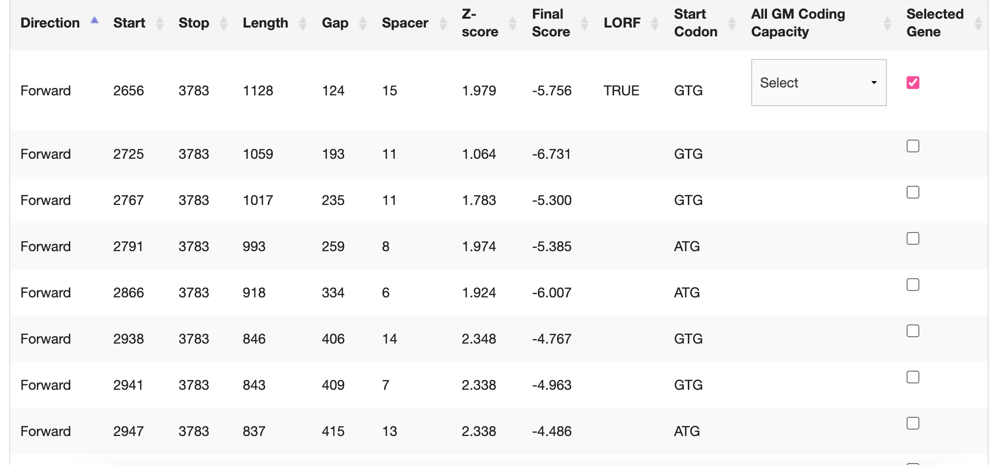 Direction Start Stop Length Gap Spacer Z-score Final Score LORF Start Codon All GM Coding Capacity Selected Gene
Forward 2656 3783 1128 124 15 1.979 -5.756 TRUE GTG Select
Forward 2725 3783 1059 193 11 1.064 -6.731 GTG
Forward 2767 3783 1017 235 11 1.783 -5.300 GTG
Forward 2791 3783 993 259 8 1.974 -5.385 ATG
Forward 2866 3783 918 334 6 1.924 -6.007 ATG
Forward 2938 3783 846 406 14 2.348 -4.767 GTG
Forward 2941 3783 843 409 7 2.338 -4.963 GTG
Forward 2947 3783 837 415 13 2.338 -4.486 ATG